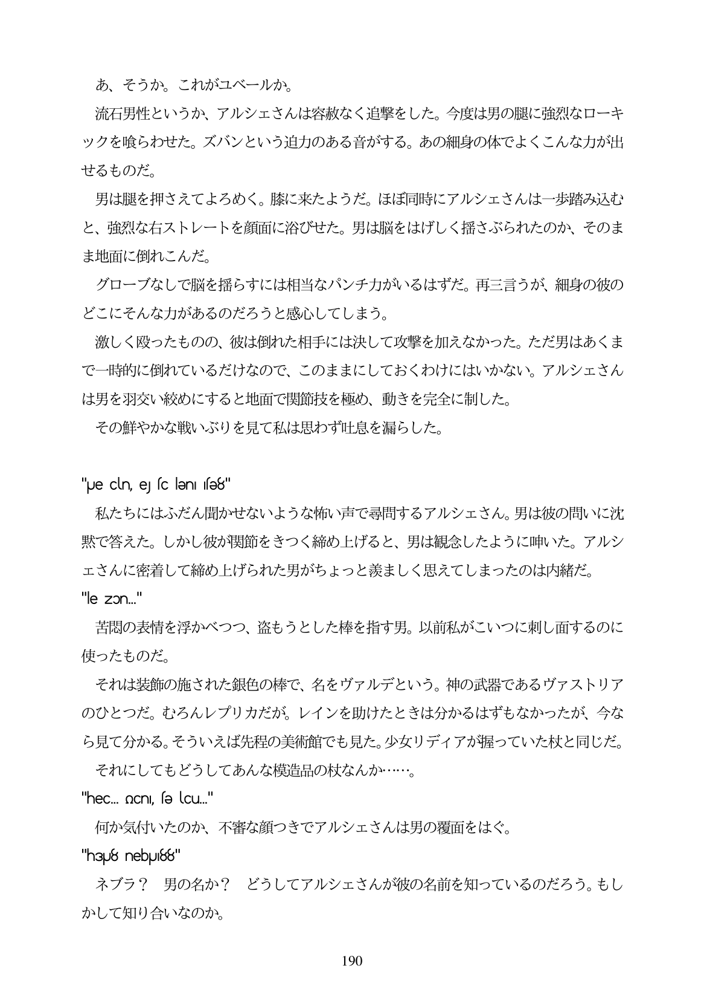 あ、そうか。これがユベールか。
流石男性というか、アルシェさんは容赦なく追撃をした。今度は男の腿に強烈なローキ
ックを喰らわせた。ズバンという迫力のある音がする。あの細身の体でよくこんな力が出
せるものだ。
男は腿を押さえてよろめく。膝に来たようだ。ほぼ同時にアルシェさんは一歩踏み込む
と、強烈な右ストレートを顔面に浴びせた。男は脳をはげしく揺さぶられたのか、そのま
ま地面に倒れこんだ。
グローブなしで脳を揺らすには相当なパンチ力がいるはずだ。再三言うが、細身の彼の
どこにそんな力があるのだろうと感心してしまう。
激しく殴ったものの、彼は倒れた相手には決して攻撃を加えなかった。ただ男はあくま
で一時的に倒れているだけなので、このままにしておくわけにはいかない。アルシェさん
は男を羽交い絞めにすると地面で関節技を極め、動きを完全に制した。
その鮮やかな戦いぶりを見て私は思わず吐息を漏らした。
"μe cln, eȷ ſc lənı ıſə8"
私たちにはふだん聞かせないような怖い声で尋問するアルシェさん。男は彼の問いに沈
黙で答えた。しかし彼が関節をきつく締め上げると、男は観念したように呻いた。アルシ
ェさんに密着して締め上げられた男がちょっと羨ましく思えてしまったのは内緒だ。
"le zɔn..."
苦悶の表情を浮かべつつ、盗もうとした棒を指す男。以前私がこいつに刺し面するのに
使ったものだ。
それは装飾の施された銀色の棒で、名をヴァルデという。神の武器であるヴァストリア
のひとつだ。むろんレプリカだが。レインを助けたときは分かるはずもなかったが、今な
ら見て分かる。そういえば先程の美術館でも見た。少女リディアが握っていた杖と同じだ。
それにしてもどうしてあんな模造品の杖なんか……。
"hec... ດcnı, ſə lcu..."
何か気付いたのか、不審な顔つきでアルシェさんは男の覆面をはぐ。
"hɜμ8 nebμı88"
ネブラ？　男の名か？　どうしてアルシェさんが彼の名前を知っているのだろう。もし
かして知り合いなのか。
190